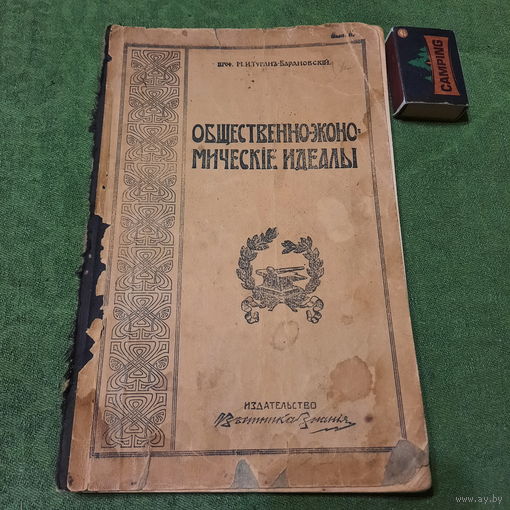 Проф. М. И. Туганъ-Барановскій.
ОБЩЕСТВЕННО-ЭКОНО-
МИЧЕСКІЕ ИДЕАЛЫ
ИЗДАТЕЛЬСТВО
„Вѣстника Знанія"
CAMPING
www.ay.by